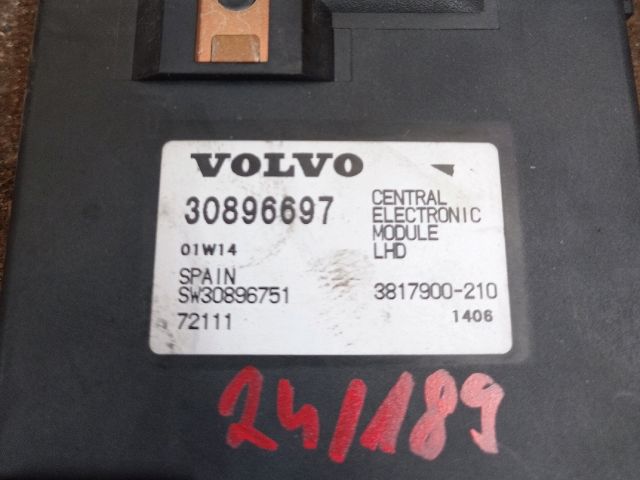 VOLVO
30896697
01W14
SPAIN
SW30896751
72111
CENTRAL
ELECTRONIC
MODULE
LHD
3817900-210
1406
24/189